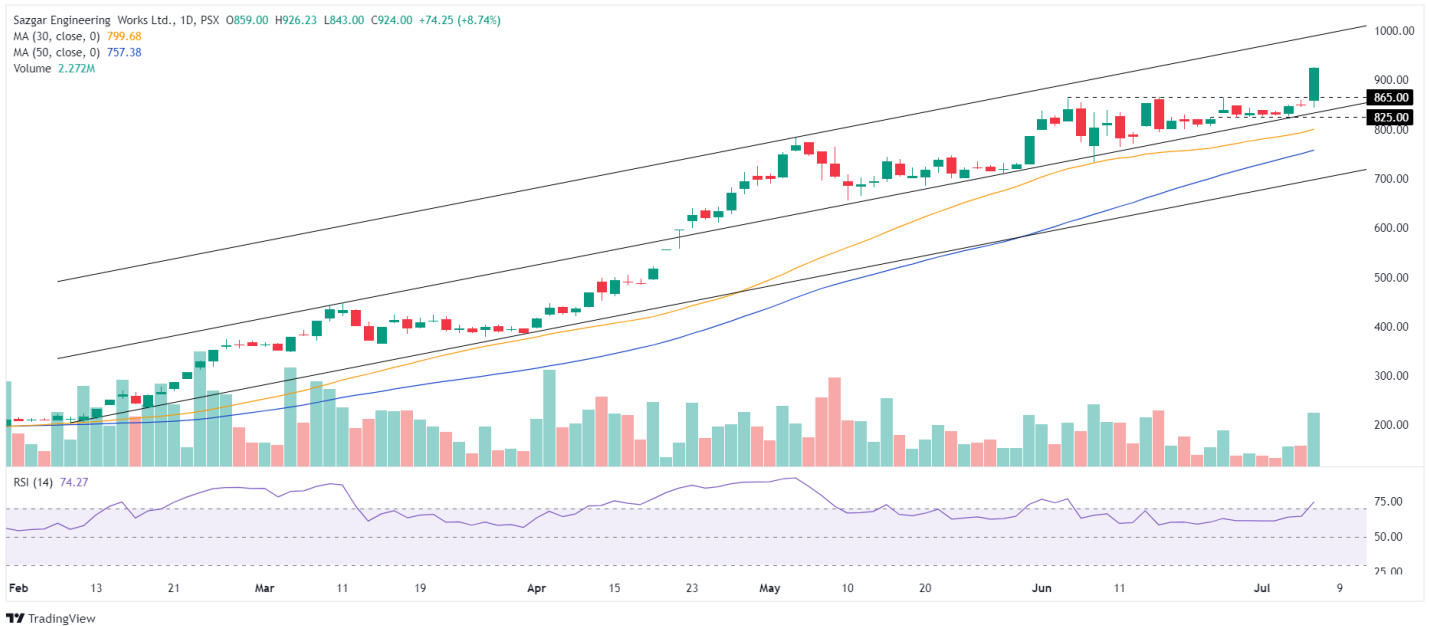 Sazgar Engineering Works Ltd., 1D, PSX O859.00 H926.23 L843.00 C924.00 +74.25 (+8.74%)
MA (30, close, 0) 799.68
MA (50, close, 0) 757.38
Volume 2.272M
1000.00
900.00
865.00
825.00
800.00
700.00
600.00
500.00
400.00
300.00
200.00
RSI (14) 74.27
75.00
50.00
25.00
Feb 13 21 Mar 11 19 Apr 15 23 May 10 20 Jun 11 Jul 9
TradingView